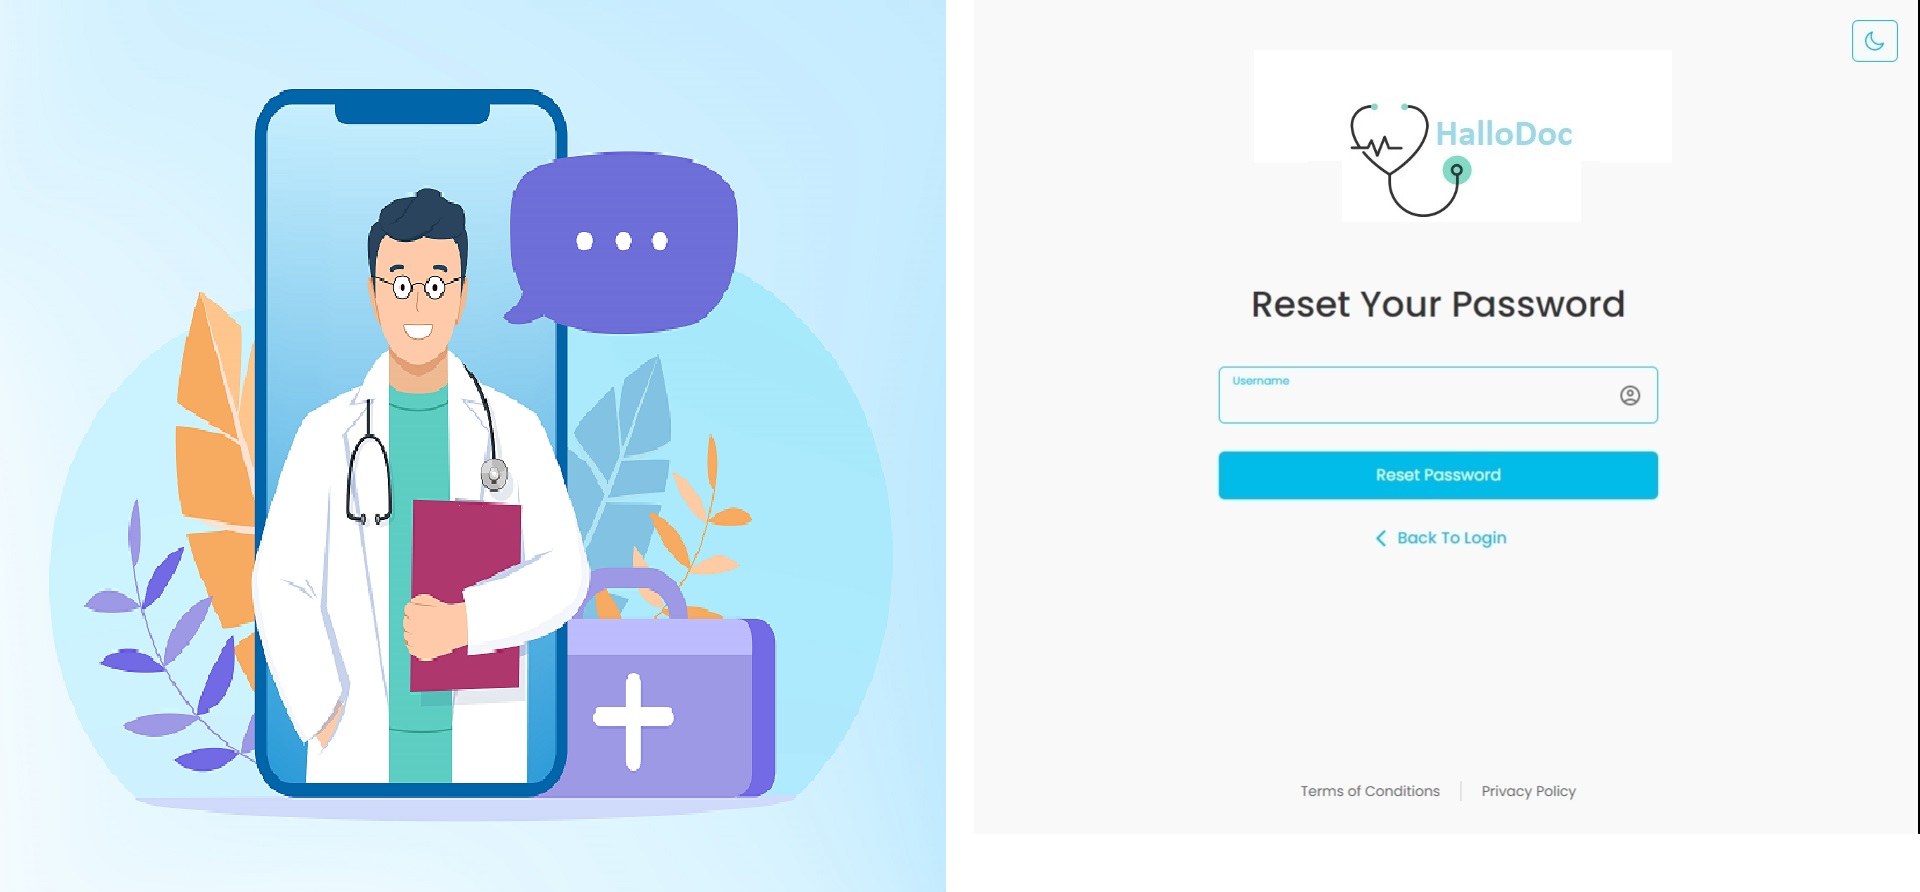 HalloDoc
Reset Your Password
Username
Reset Password
Back To Login
Terms of Conditions
Privacy Policy